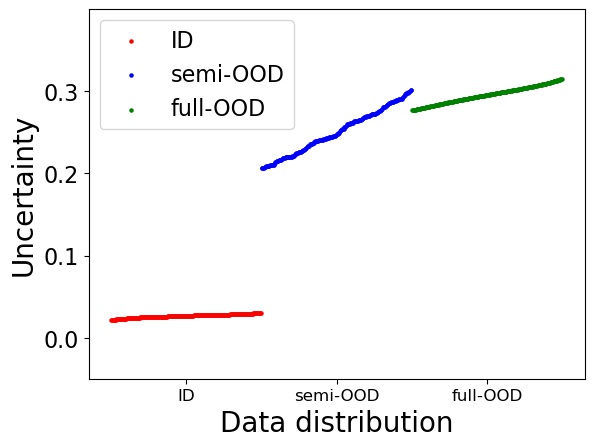 ID
semi-OOD
full-OOD
Uncertainty
0.3
0.2
0.1
0.0
ID semi-OOD full-OOD
Data distribution